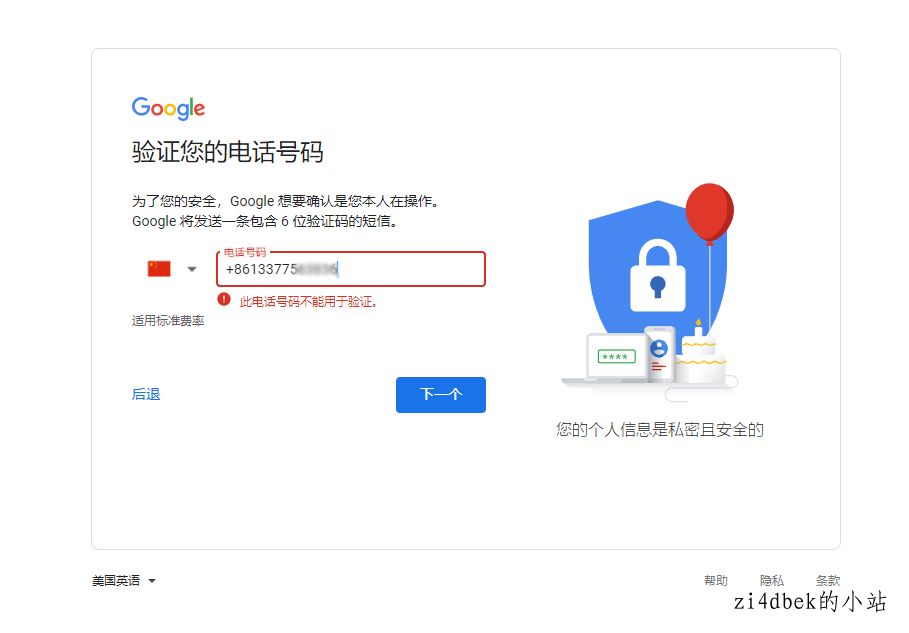 Google
验证您的电话号码
为了您的安全，Google 想要确认是您本人在操作。
Google 将发送一条包含 6 位验证码的短信。
电话号码
+86133775
此电话号码不能用于验证。
适用标准费率
后退
下一个
****
您的个人信息是私密且安全的
美国英语
帮助
隐私
条款
zi4dbek的小站